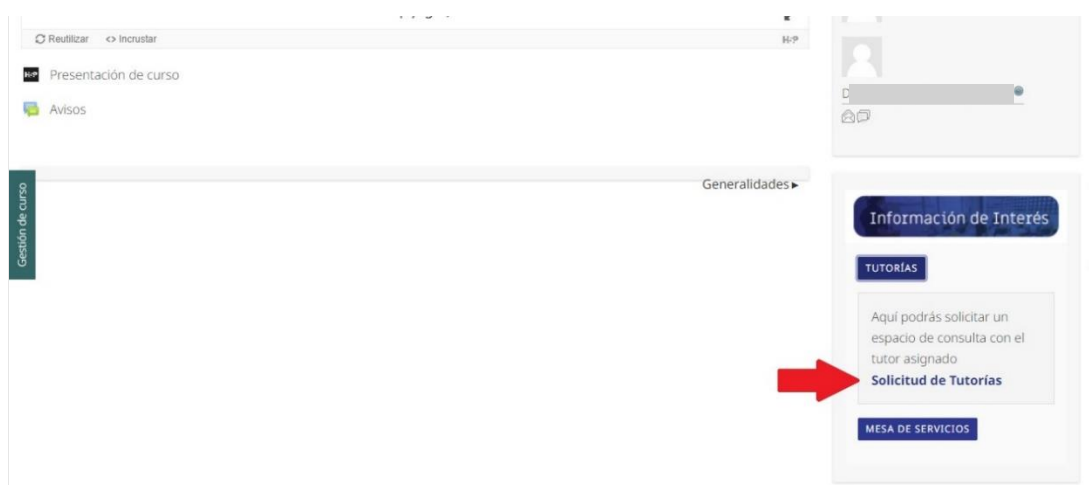 Reutilizar <> Incrustar H-P
H-P Presentación de curso
Avisos
D
Gestión de curso
Generalidades ▸
Información de Interés
TUTORÍAS
Aquí podrás solicitar un
espacio de consulta con el
tutor asignado
Solicitud de Tutorías
MESA DE SERVICIOS